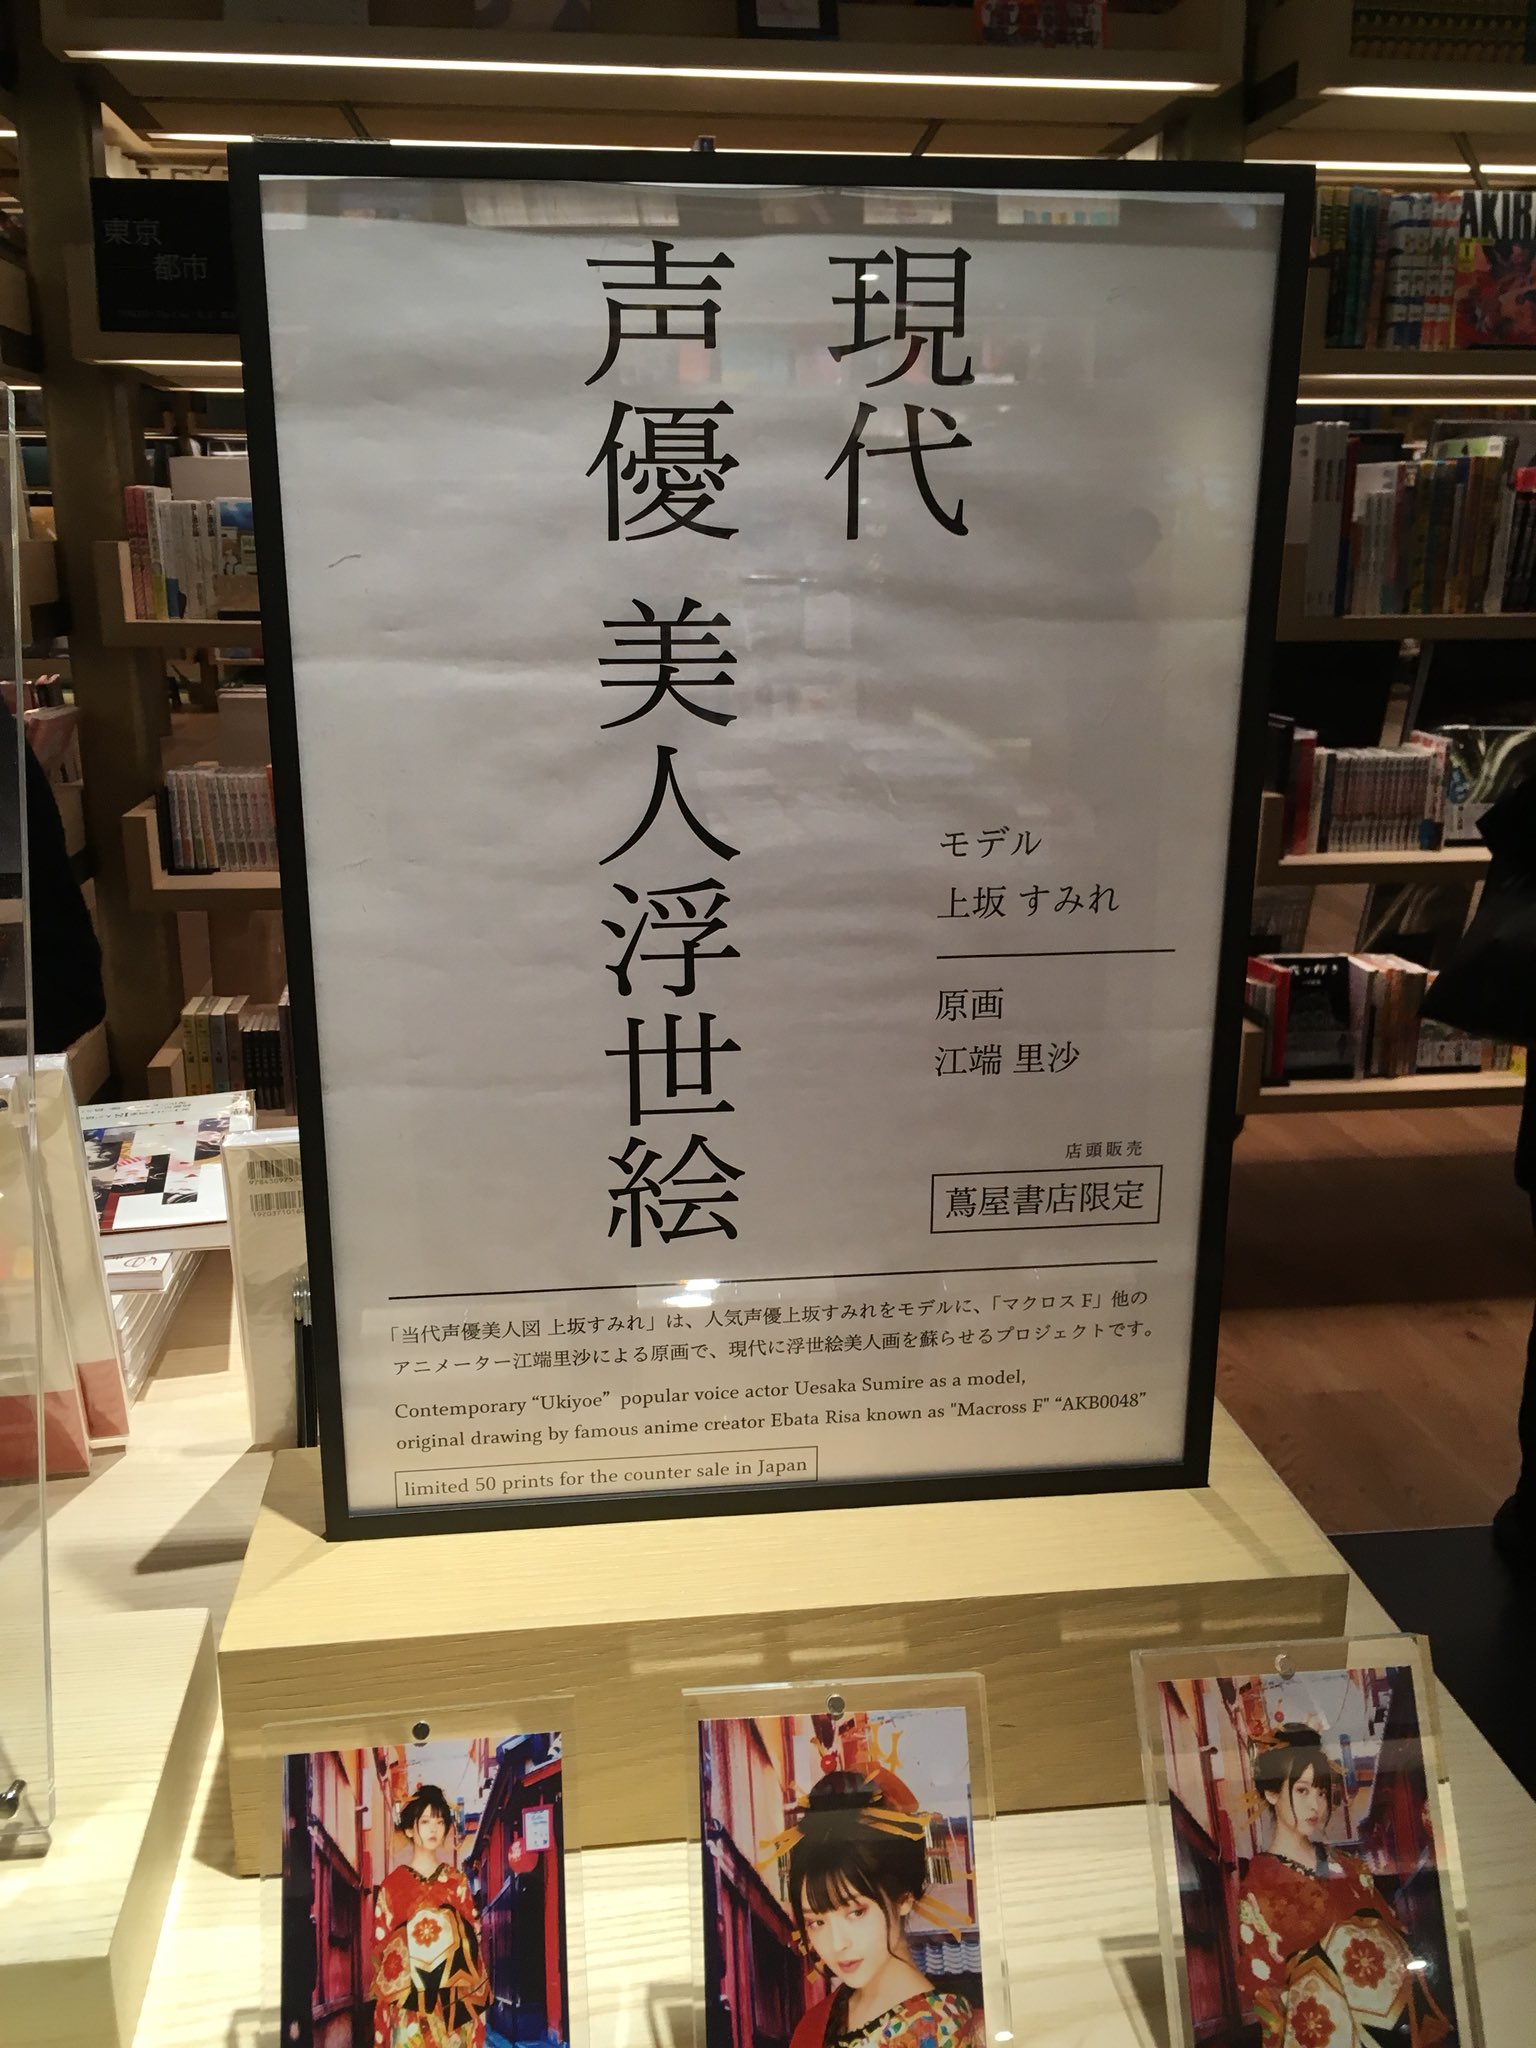 現代
声優 美人浮世絵
モデル
上坂 すみれ
原画
江端 里沙
店頭販売
蔦屋書店限定
「当代声優美人図 上坂すみれ」は、人気声優上坂すみれをモデルに、「マクロスF」他の
アニメーター江端里沙による原画で、現代に浮世絵美人画を蘇らせるプロジェクトです。
Contemporary “Ukiyoe” popular voice actor Uesaka Sumire as a model,
original drawing by famous anime creator Ebata Risa known as "Macross F" “AKB0048”
limited 50 prints for the counter sale in Japan
東京
都市